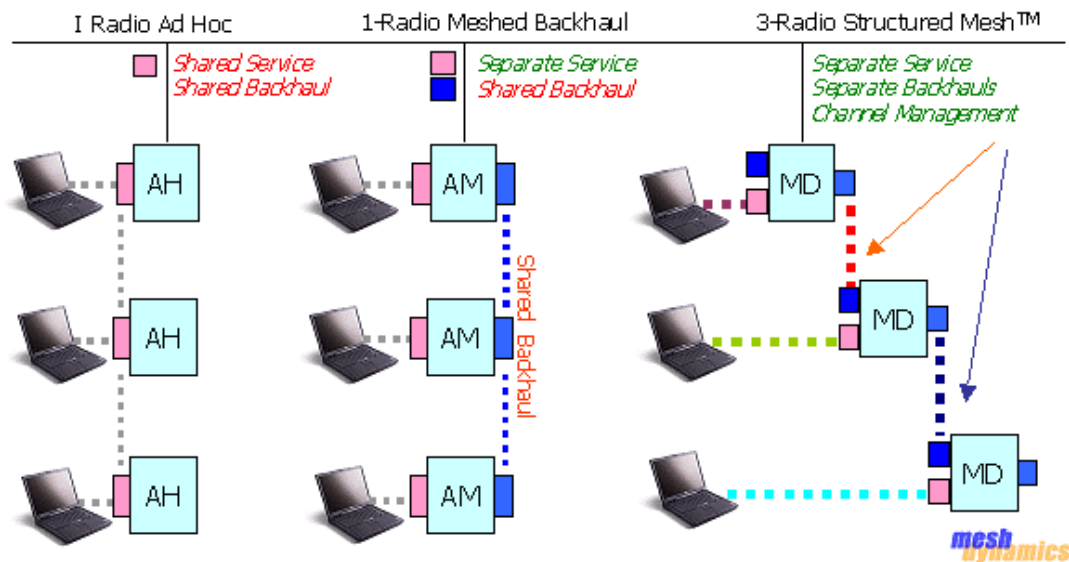 I Radio Ad Hoc
1-Radio Meshed Backhaul
3-Radio Structured Mesh™
Shared Service
Shared Backhaul
Separate Service
Shared Backhaul
Separate Service
Separate Backhauls
Channel Management
AH
AM
MD
Shared Backhaul
AH
AM
MD
AH
AM
MD
mesh
dynamics